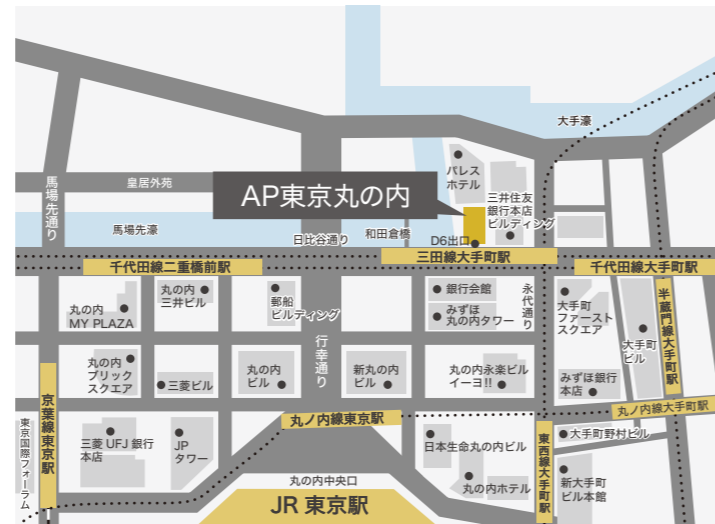 大手濠
パレス
ホテル
三井住友
銀行本店
ビルディング
馬場先通り
皇居外苑
AP東京丸の内
馬場先濠
日比谷通り
和田倉橋
D6出口
三田線大手町駅
千代田線二重橋前駅
千代田線大手町駅
丸の内
MY PLAZA
丸の内
三井ビル
郵船
ビルディング
行幸通り
銀行会館
みずほ
丸の内タワー
永代通り
大手町
ファースト
スクエア
大手町
ビル
半蔵門線大手町駅
丸の内
ブリック
スクエア
三菱ビル
丸の内
ビル
新丸の内
ビル
丸の内永楽ビル
イーヨ!!
みずほ銀行
本店
丸ノ内線大手町駅
京葉線東京駅
東京国際フォーラム
三菱 UFJ 銀行
本店
JP
タワー
丸ノ内線東京駅
日本生命丸の内ビル
丸の内ホテル
東西線大手町駅
大手町野村ビル
新大手町
ビル本館
丸の内中央口
JR 東京駅